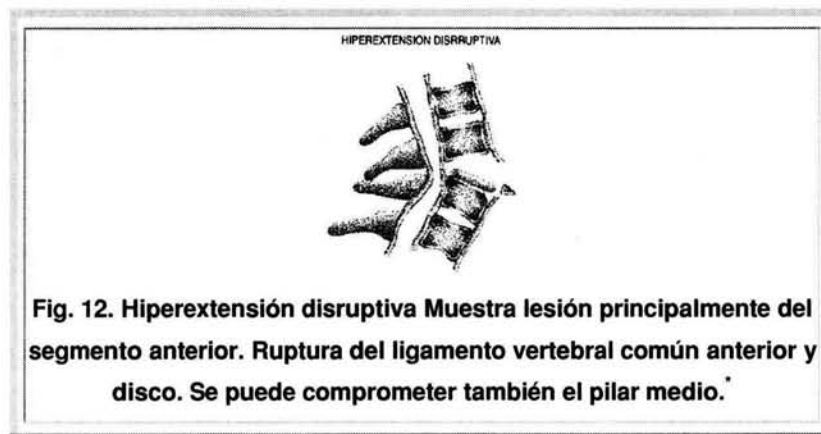 HIPEREXTENSION DISRRUPTIVA
Fig. 12. Hiperextensión disruptiva Muestra lesión principalmente del
segmento anterior. Ruptura del ligamento vertebral común anterior y
disco. Se puede comprometer también el pilar medio.*